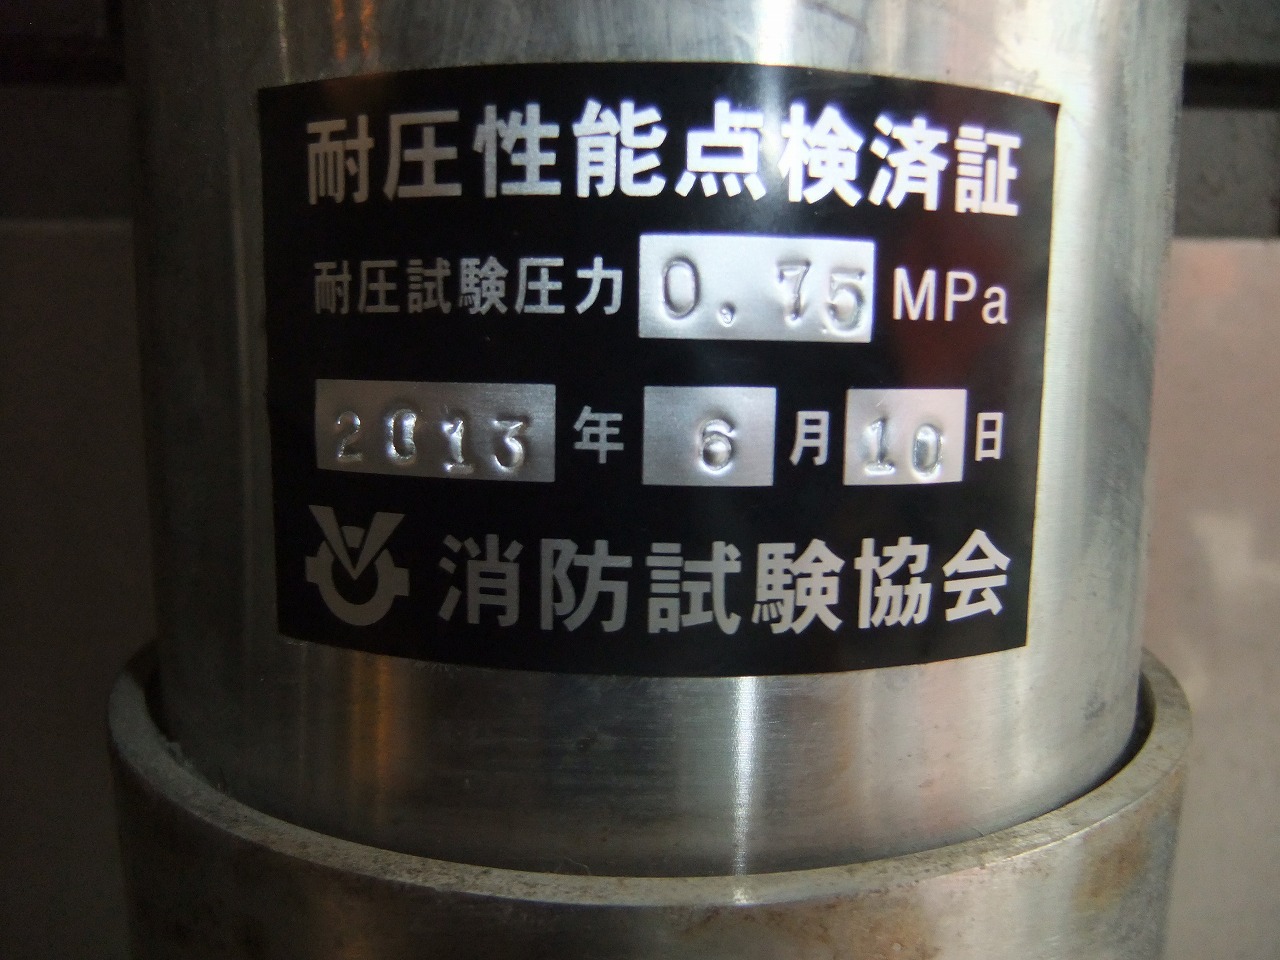 耐圧性能点検済証
耐圧試験圧力 0.75 MPa
2013 年 6 月 10 日
消防試験協会